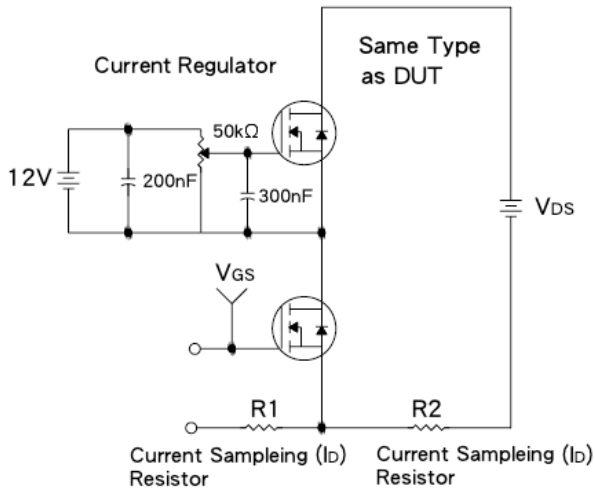 Same Type
as DUT
Current Regulator
50kΩ
12V
200nF
300nF
VDS
VGS
R1
R2
Current Sampleing (ID)
Resistor
Current Sampleing (ID)
Resistor